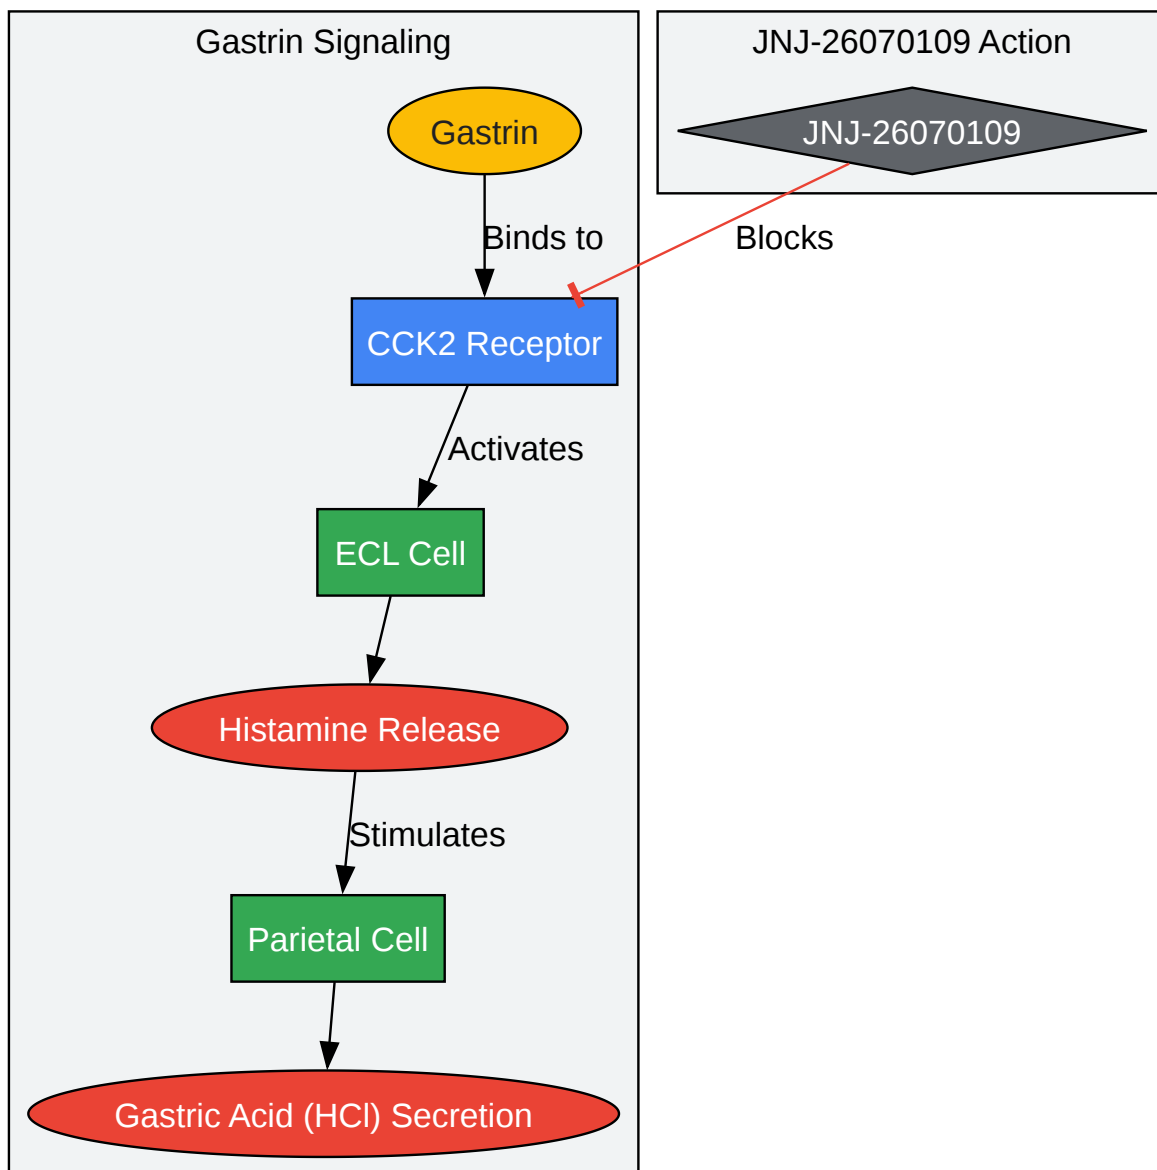 Gastrin Signaling
JNJ-26070109 Action
Gastrin
JNJ-26070109
Binds to
Blocks
CCK2 Receptor
Activates
ECL Cell
Histamine Release
Stimulates
Parietal Cell
Gastric Acid (HCl) Secretion